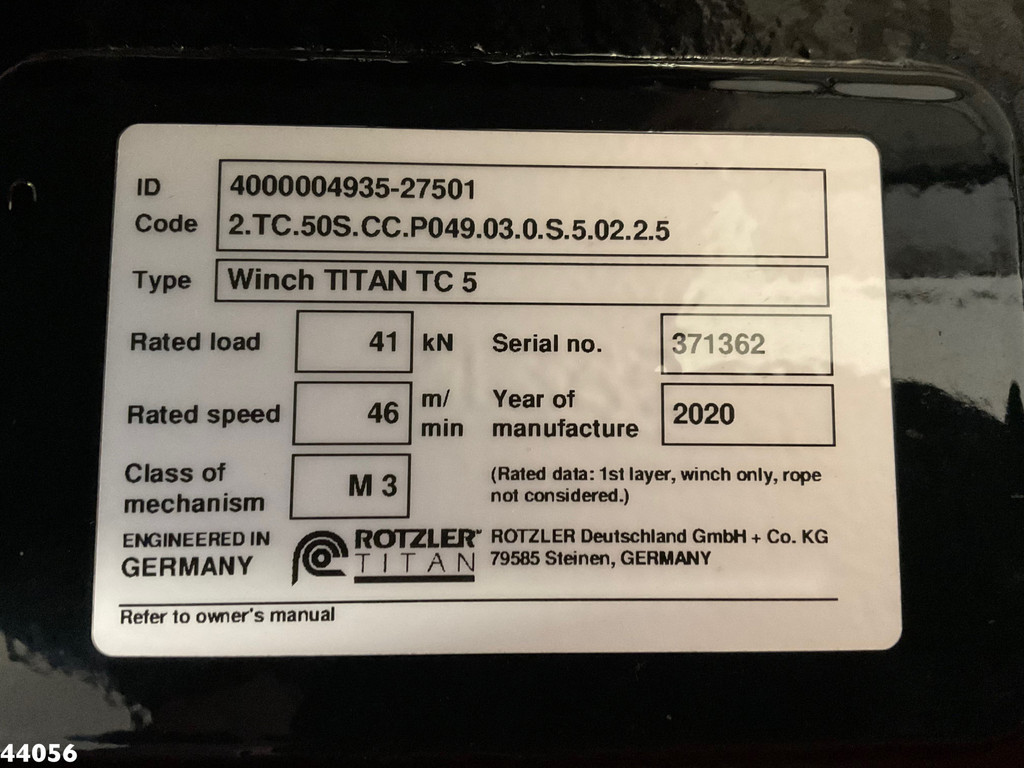 ID 4000004935-27501
Code 2.TC.50S.CC.P049.03.0.S.5.02.2.5
Type Winch TITAN TC 5
Rated load 41 kN Serial no. 371362
Rated speed 46 m/min Year of manufacture 2020
Class of mechanism M 3
(Rated data: 1st layer, winch only, rope
not considered.)
ENGINEERED IN
GERMANY
ROTZLER™
TITAN
ROTZLER Deutschland GmbH + Co. KG
79585 Steinen, GERMANY
Refer to owner's manual
44056